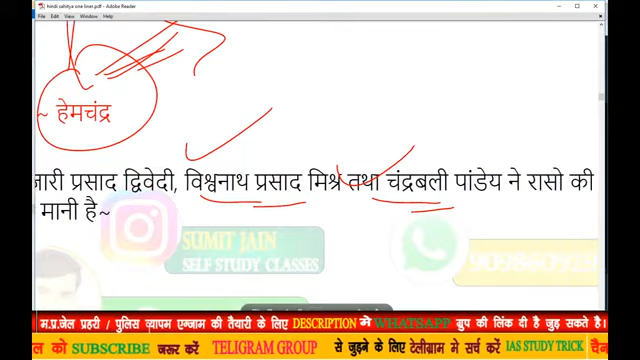 hindi sahitya one liner.pdf - Adobe Reader
File Edit View Window Help
~ हेमचंद्र
जारी प्रसाद द्विवेदी, विश्वनाथ प्रसाद मिश्र तथा चंद्रबली पांडेय ने रासो की
मानी है~
SUMIT JAIN
SELF STUDY CLASSES
म.प्र.जेल प्रहरी / पुलिस व्यापम एग्जाम की तैयारी के लिए DESCRIPTION मे WHATSAPP ग्रुप की लिंक दी है जुड़ सकते है।
ल को SUBSCRIBE जरूर करें TELIGRAM GROUP से जुड़ने के लिए टेलीग्राम मे सर्च करें IAS STUDY TRICK चैन